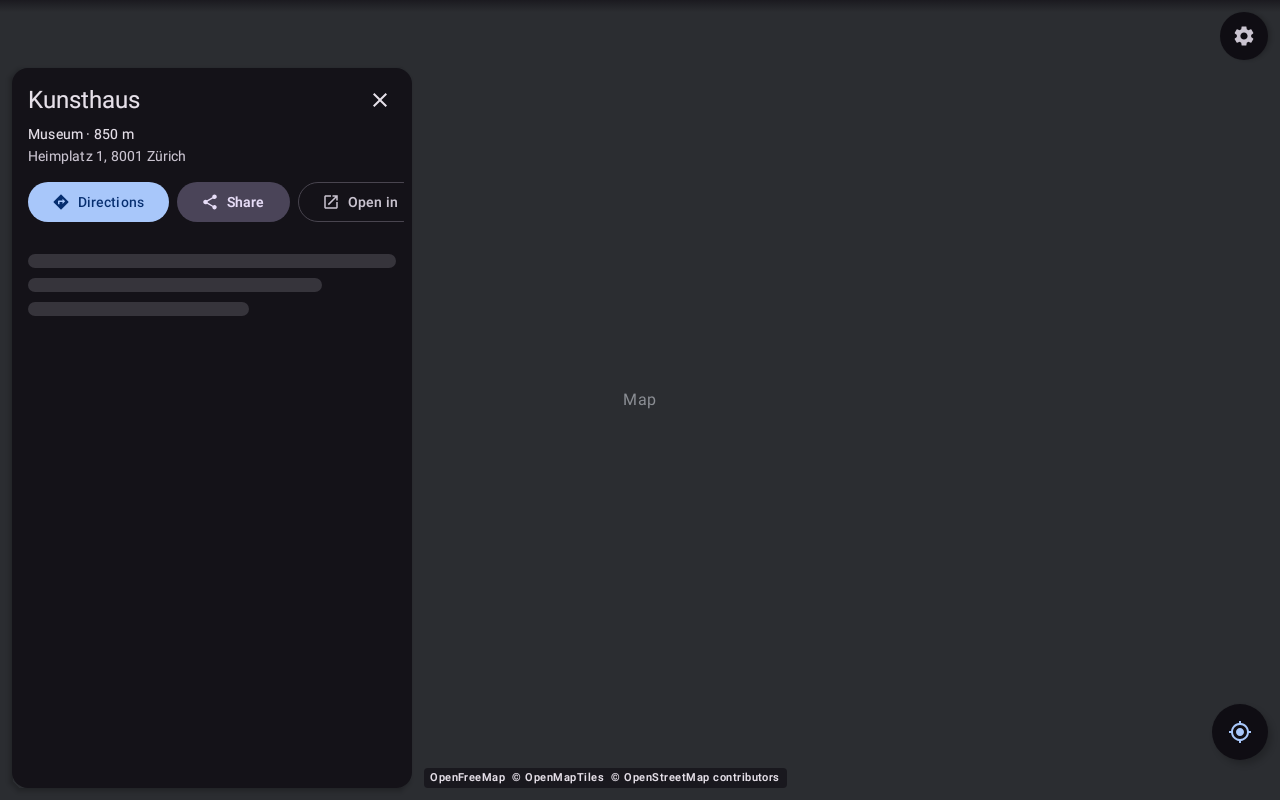 Kunsthaus
Museum · 850 m
Heimplatz 1, 8001 Zürich
Directions
Share
Open in
Map
OpenFreeMap © OpenMapTiles © OpenStreetMap contributors